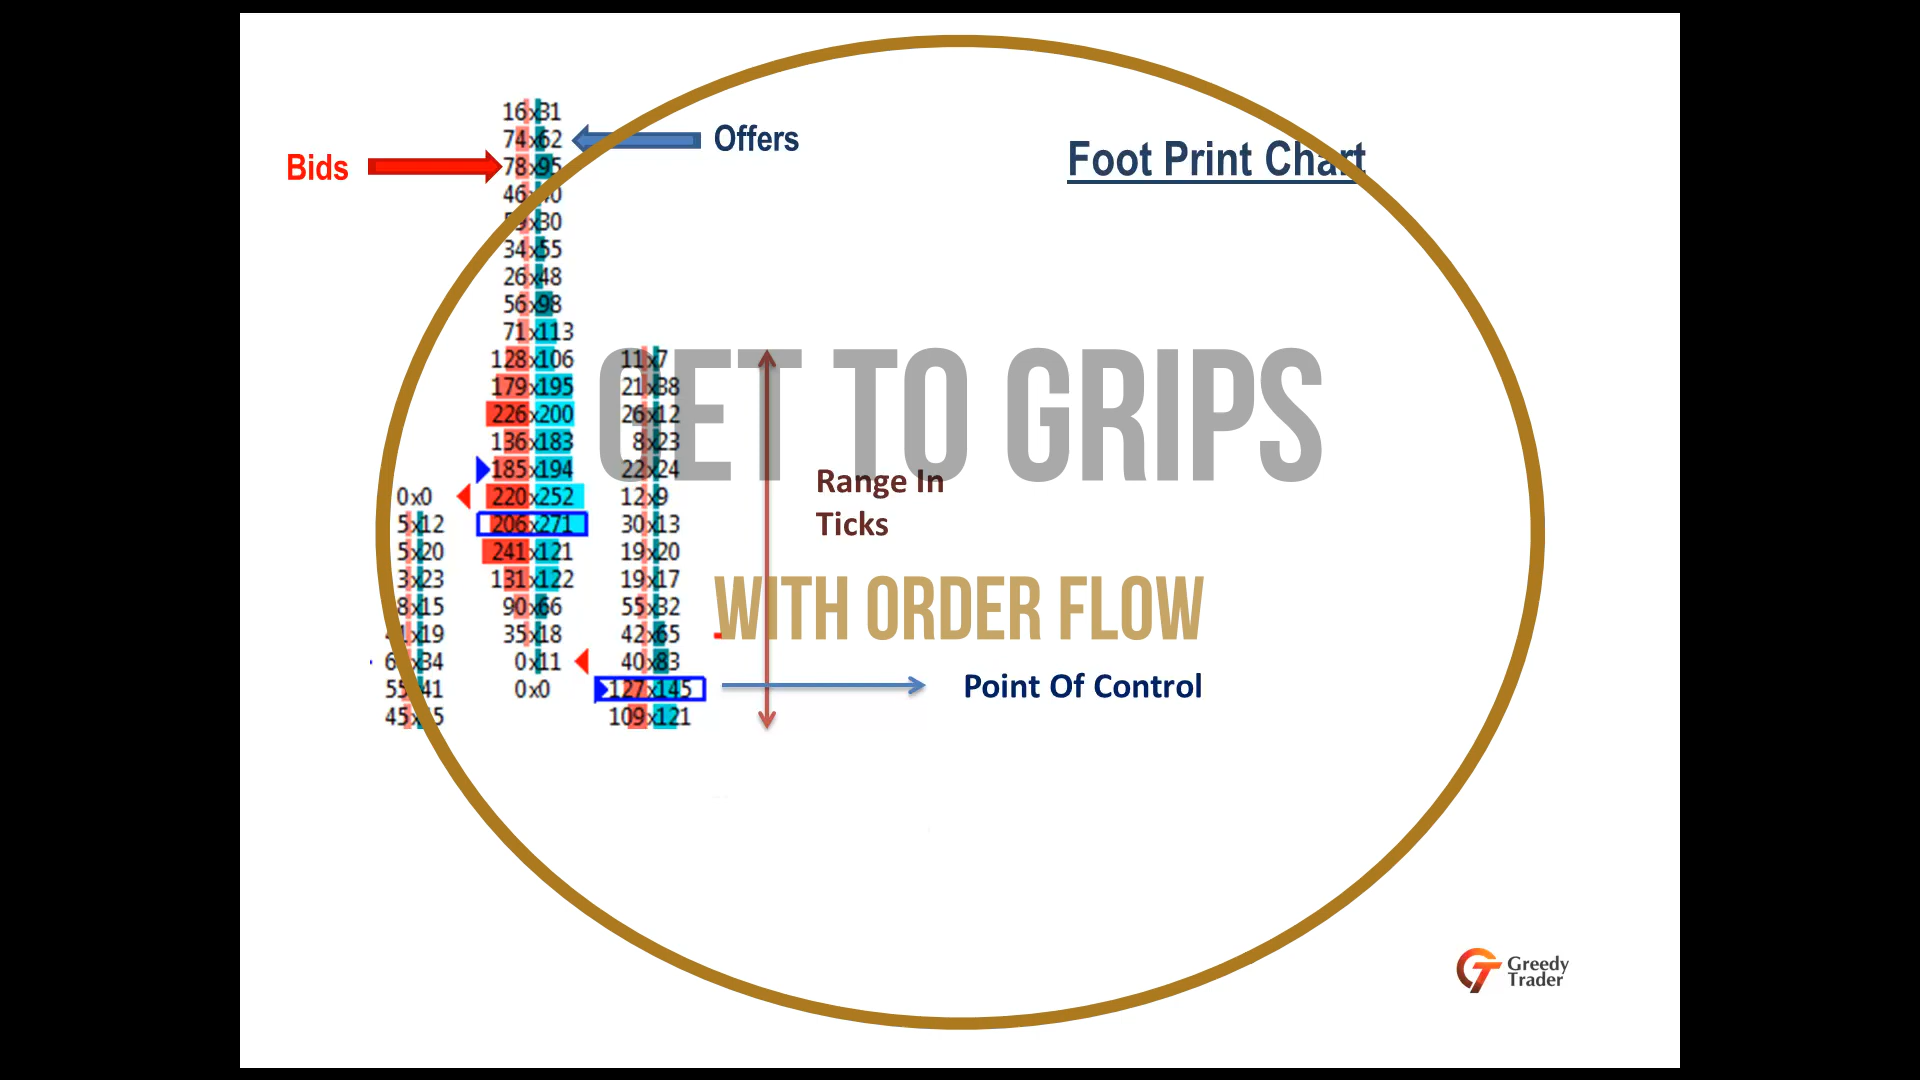 Foot Print Chart
Bids
Offers
16x31
74x62
78x95
34x55
26x48
56x98
71x113
128x106
179x195
226x200
136x183
185x194
220x252
206x271
241x121
131x122
90x66
35x18
0x11
0x0
0x0
5x12
5x20
3x23
8x15
11x7
21x38
26x12
8x23
22x24
12x9
30x13
19x20
19x17
55x32
42x65
40x83
127x145
109x121
GET TO GRIPS
Range In
Ticks
WITH ORDER FLOW
Point Of Control
Greedy
Trader